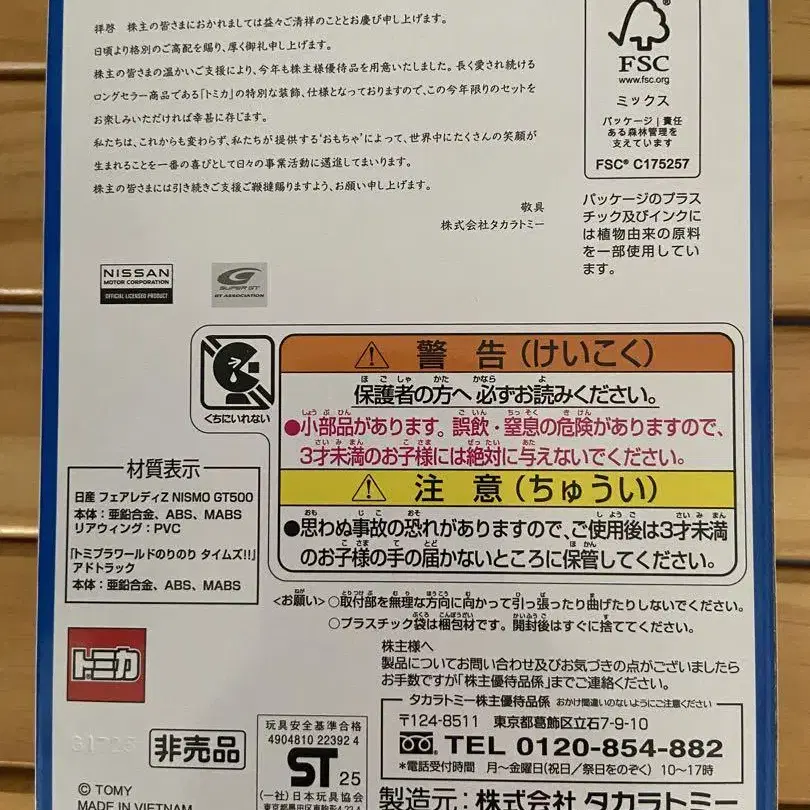 拝啓　株主の皆さまにおかれましては益々ご清祥のこととお慶び申し上げます。
日頃より格別のご高配を賜り、厚く御礼申し上げます。
株主の皆さまの温かいご支援により、今年も株主様優待品を用意いたしました。長く愛され続ける
ロングセラー商品である「トミカ」の特別な装飾、仕様となっておりますので、この今年限りのセットを
お楽しみいただければ幸甚に存じます。
私たちは、これからも変わらず、私たちが提供する‘おもちゃ’によって、世界中にたくさんの笑顔が
生まれることを一番の喜びとして日々の事業活動に邁進してまいります。
株主の皆さまには引き続きご支援ご鞭撻賜りますよう、お願い申し上げます。
敬具
株式会社タカラトミー
FSC
www.fsc.org
ミックス
パッケージ｜責任
ある森林管理を
支えています
FSC® C175257
パッケージのプラス
チック及びインクに
は植物由来の原料
を一部使用していま
す。
NISSAN
MOTOR CORPORATION
OFFICIAL LICENSED PRODUCT
SUPER GT
GT ASSOCIATION
くちにいれない
警告（けいこく）
保護者の方へ 必ずお読みください。
●小部品があります。誤飲・窒息の危険がありますので、
3才未満のお子様には絶対に与えないでください。
注意（ちゅうい）
●思わぬ事故の恐れがありますので、ご使用後は3才未満
のお子様の手の届かないところに保管してください。
材質表示
日産 フェアレディZ NISMO GT500
本体：亜鉛合金、ABS、MABS
リアウィング：PVC
「トミプラワールドのりのり タイムズ!!」
アドトラック
本体：亜鉛合金、ABS、MABS
<お願い> ○取付部を無理な方向に向かって引っ張ったり曲げたりしないでください。
○プラスチック袋は梱包材です。開封後はすぐに捨ててください。
株主様へ
製品についてお問い合わせ及びお気づきの点がございましたら
お手数ですが「株主優待品係」までご連絡ください。
タカラトミー株主優待品係 おかけ間違いのないようにご注意ください
〒124-8511　東京都葛飾区立石7-9-10
TEL 0120-854-882
*電話受付時間　月〜金曜日(祝日／祭日をのぞく) 10〜17時
製造元：株式会社 タカラトミー
トミカ
非売品
玩具安全基準合格
4904810 22392 4
ST 25
(一社)日本玩具協会
© TOMY
MADE IN VIETNAM